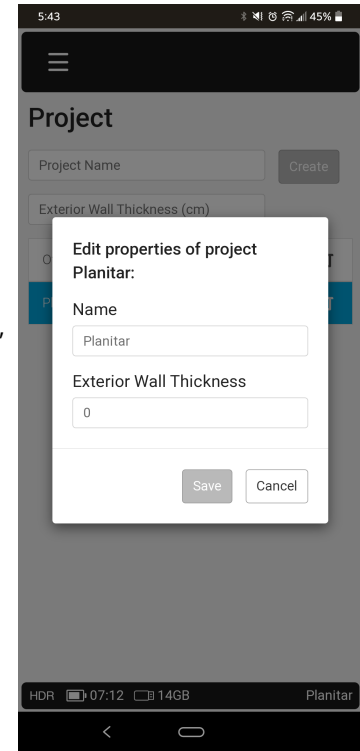 5:43
45%
Project
Project Name
Create
Exterior Wall Thickness (cm)
Edit properties of project
Planitar:
Name
Planitar
Exterior Wall Thickness
0
Save
Cancel
HDR 07:12 14GB Planitar